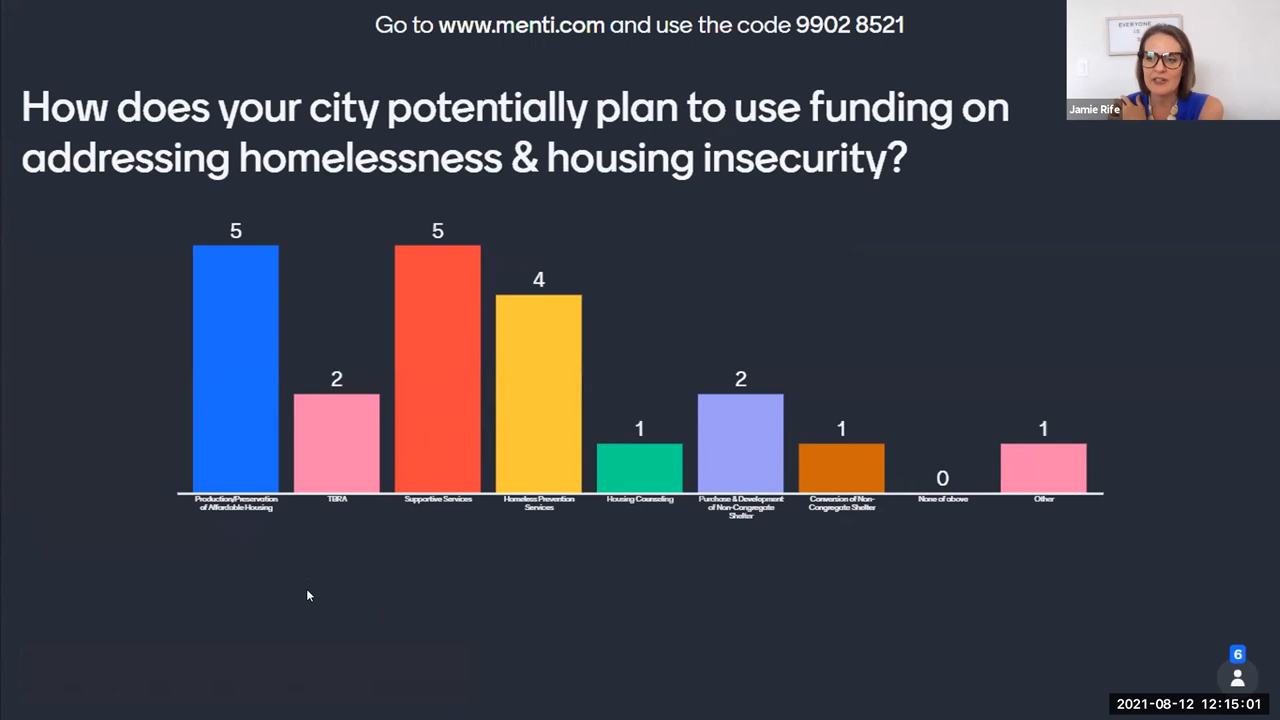 Go to www.menti.com and use the code 9902 8521
EVERYONE
IS
Jamie Rife
How does your city potentially plan to use funding on
addressing homelessness & housing insecurity?
5
2
5
4
1
2
1
0
1
Production/Preservation
of Affordable Housing
TBRA
Supportive Services
Homeless Prevention
Services
Housing Counseling
Purchase & Development
of Non-Congregate
Shelter
Conversion of Non-
Congregate Shelter
None of above
Other
6
2021-08-12 12:15:01